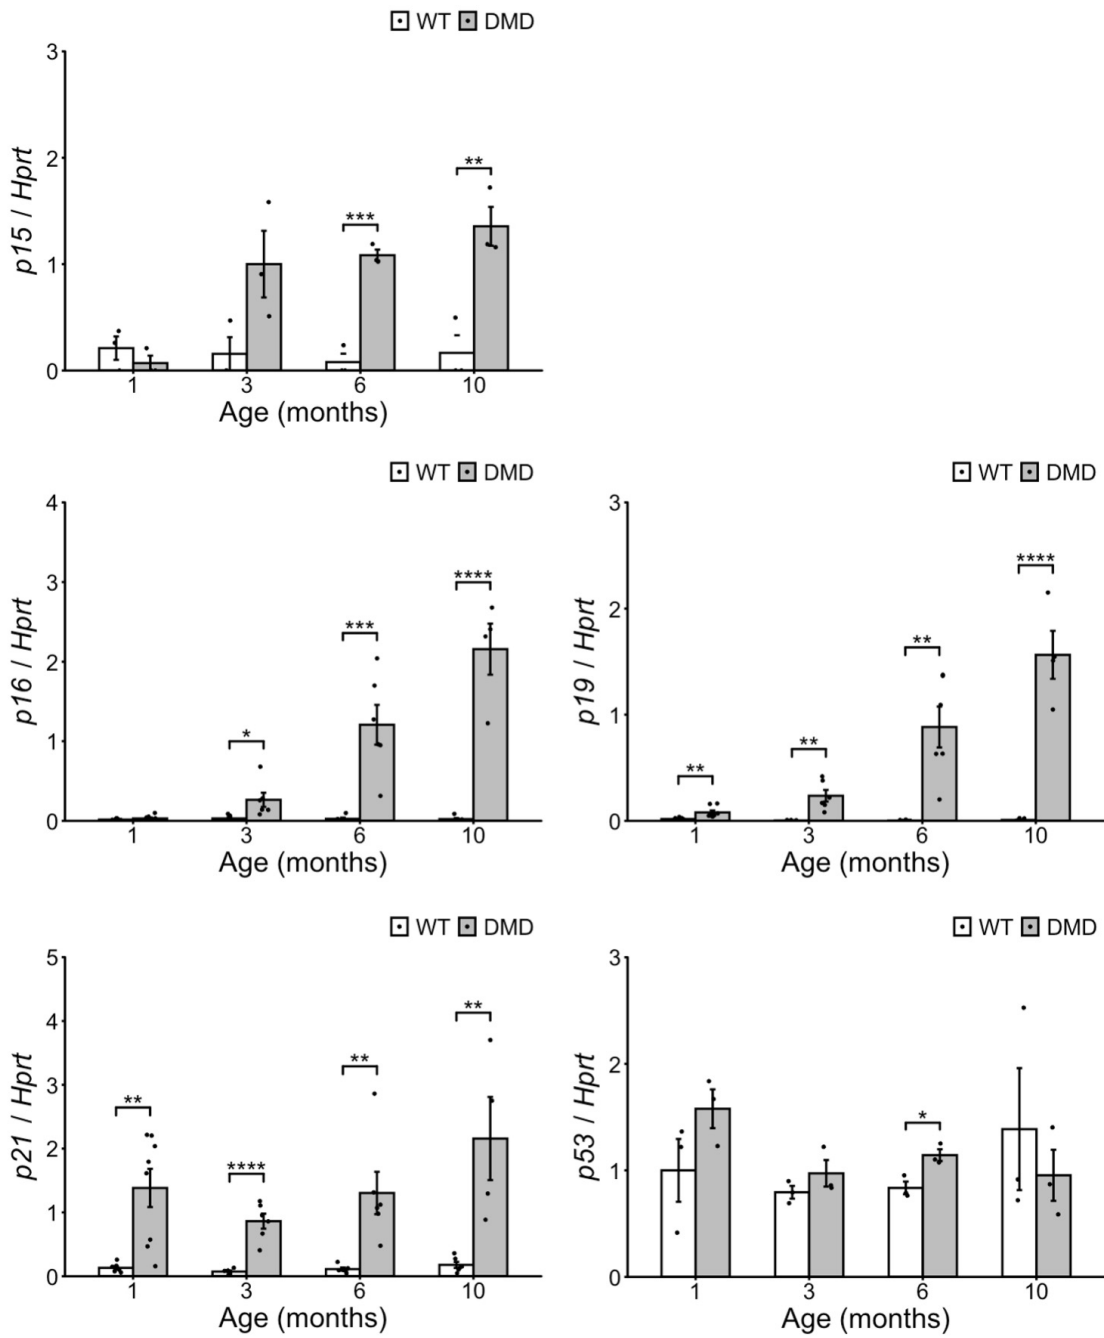 WT DMD
3
2
1
0
p15 / Hprt
***
**
1 3 6 10
Age (months)
WT DMD
4
3
2
1
0
p16 / Hprt
*
***
****
1 3 6 10
Age (months)
WT DMD
3
2
1
0
p19 / Hprt
**
**
**
****
1 3 6 10
Age (months)
WT DMD
5
4
3
2
1
0
p21 / Hprt
**
****
**
**
1 3 6 10
Age (months)
WT DMD
3
2
1
0
p53 / Hprt
*
1 3 6 10
Age (months)